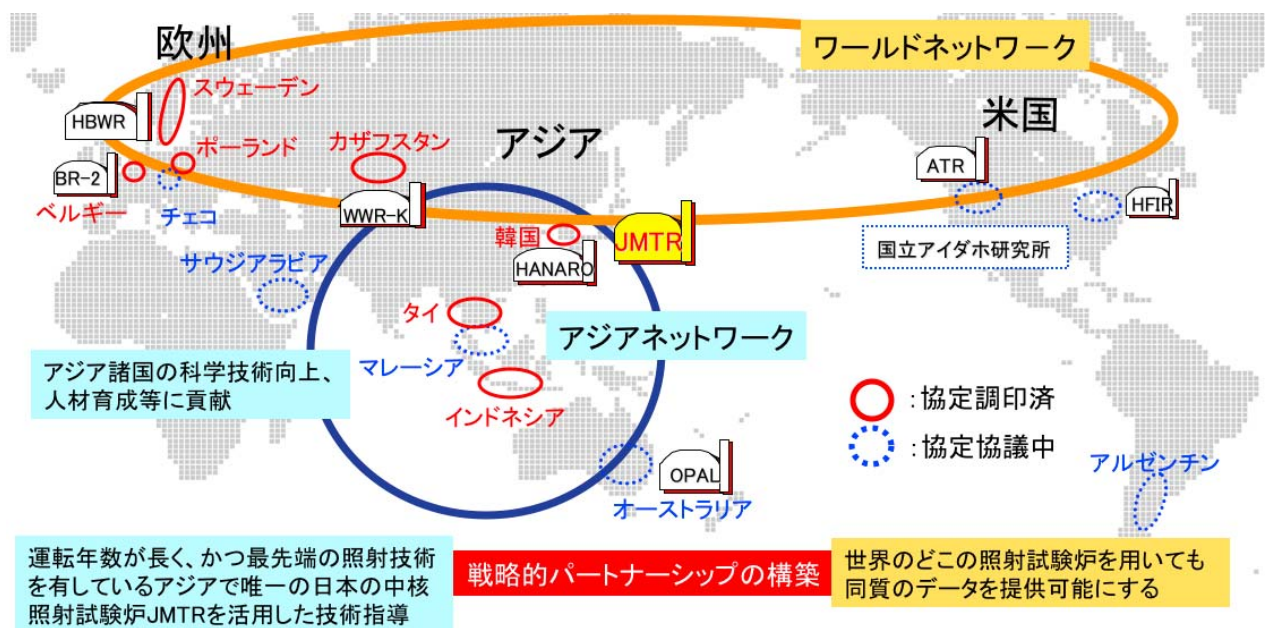 欧州
ワールドネットワーク
スウェーデン
HBWR
米国
アジア
カザフスタン
ポーランド
ATR
BR-2
ベルギー
チェコ
WWR-K
韓国
JMTR
HFIR
国立アイダホ研究所
サウジアラビア
HANARO
タイ
アジアネットワーク
マレーシア
アジア諸国の科学技術向上、
人材育成等に貢献
インドネシア
:協定調印済
:協定協議中
OPAL
オーストラリア
アルゼンチン
運転年数が長く、かつ最先端の照射技術
を有しているアジアで唯一の日本の中核
照射試験炉JMTRを活用した技術指導
戦略的パートナーシップの構築
世界のどこの照射試験炉を用いても
同質のデータを提供可能にする